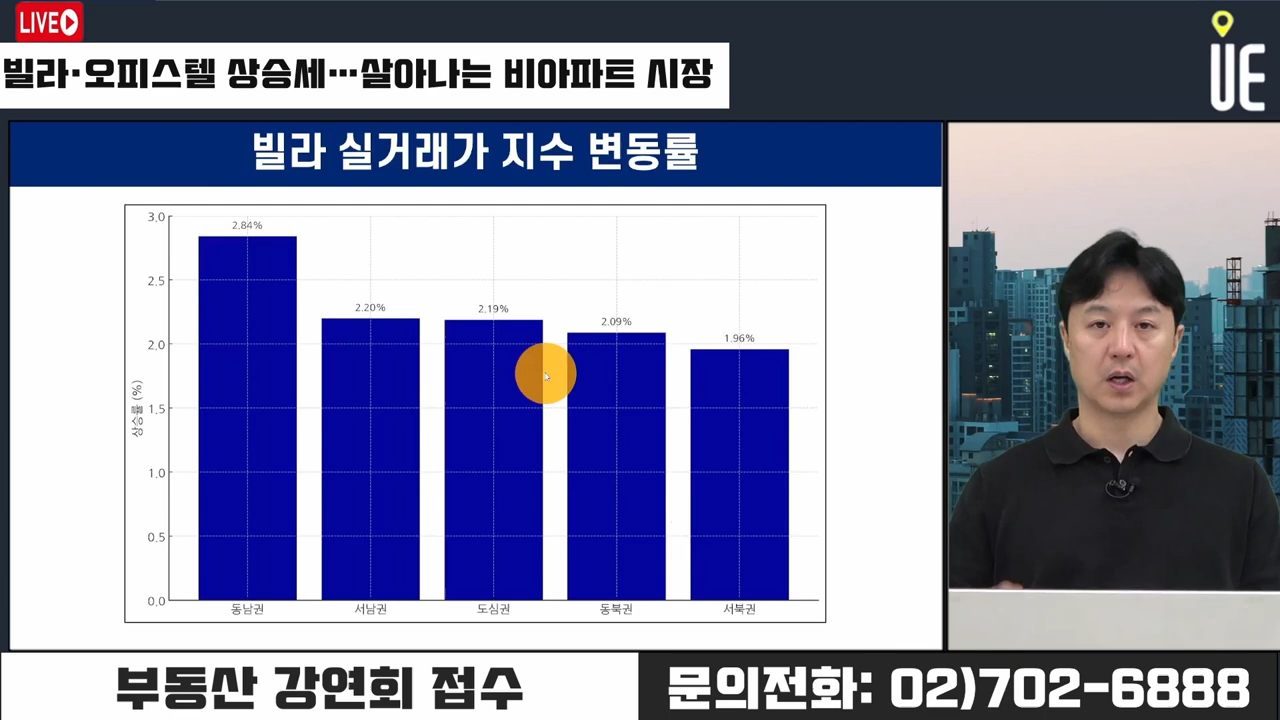 LIVE
빌라·오피스텔 상승세···살아나는 비아파트 시장
UE
빌라 실거래가 지수 변동률
상승률 (%)
3.0
2.5
2.0
1.5
1.0
0.5
0.0
2.84%
2.20%
2.19%
2.09%
1.96%
동남권
서남권
도심권
동북권
서북권
부동산 강연회 접수
문의전화: 02)702-6888